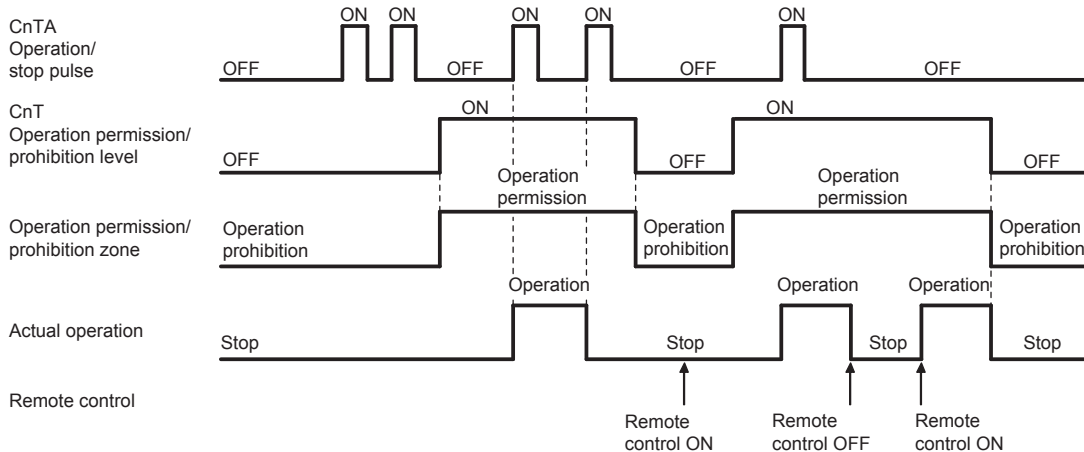 ON ON ON ON ON
CnTA
Operation/
stop pulse
OFF OFF OFF OFF
CnT
Operation permission/
prohibition level
ON ON
OFF OFF OFF
Operation
permission
Operation
permission
Operation permission/
prohibition zone
Operation
prohibition
Operation
prohibition
Operation
prohibition
Operation Operation Operation
Actual operation
Stop Stop Stop Stop
Remote control
Remote
control ON
Remote
control OFF
Remote
control ON